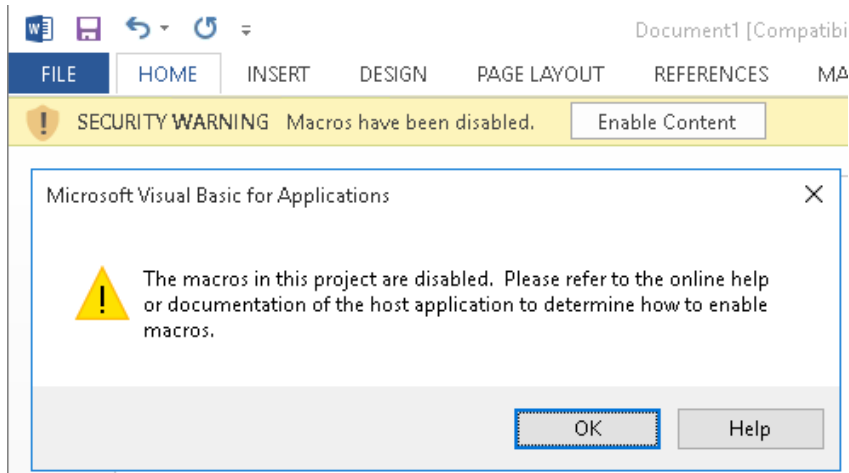 Document1 [Compatibi
FILE HOME INSERT DESIGN PAGE LAYOUT REFERENCES MA
! SECURITY WARNING Macros have been disabled. Enable Content
Microsoft Visual Basic for Applications
The macros in this project are disabled. Please refer to the online help
or documentation of the host application to determine how to enable
macros.
OK Help